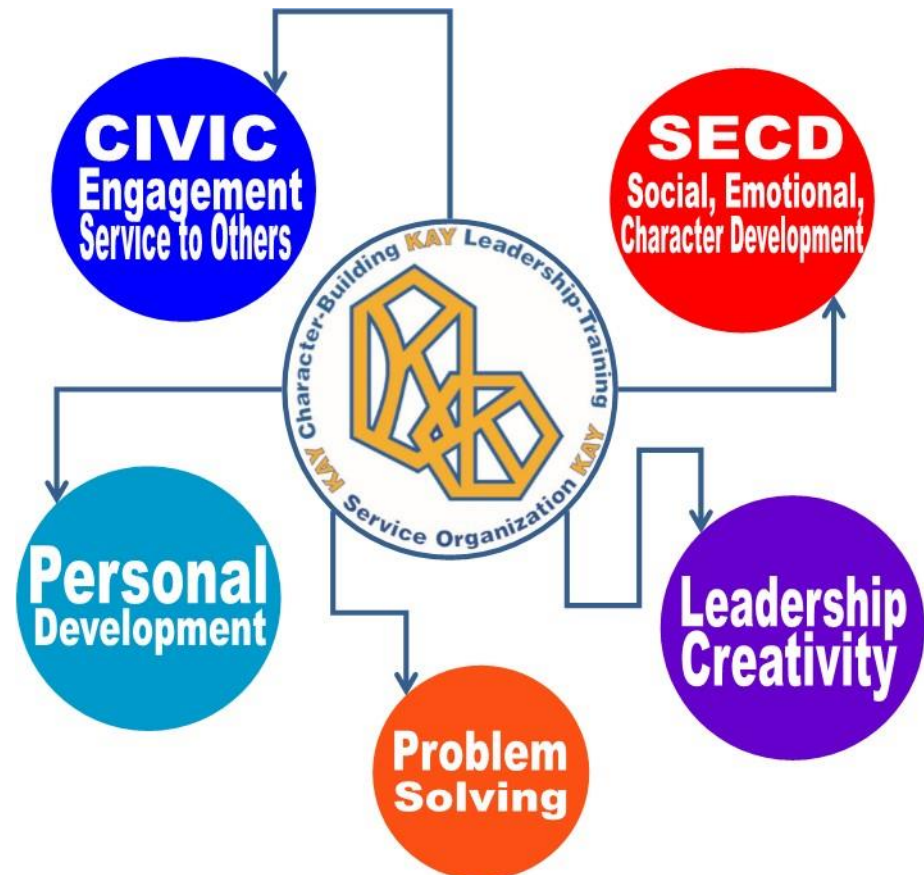 CIVIC
Engagement
Service to Others
SECD
Social, Emotional,
Character Development
KAY Character-Building KAY Leadership-Training
KAY Service Organization
Personal
Development
Leadership
Creativity
Problem
Solving